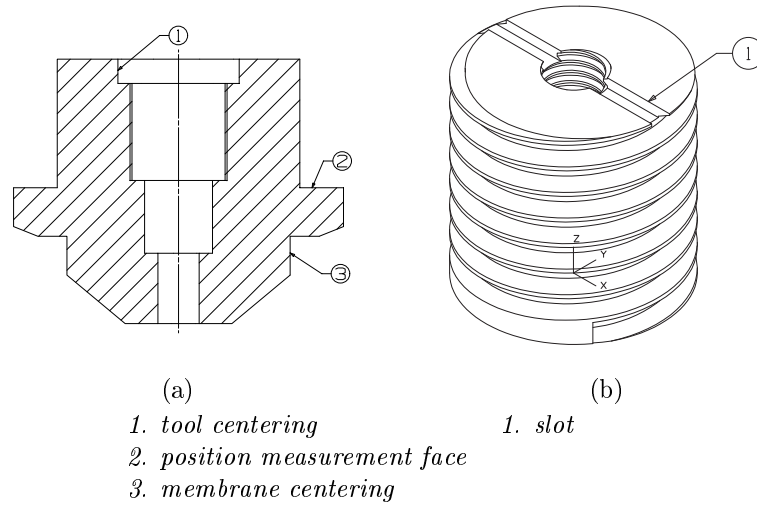 1
2
3
1
Z
Y
X
(a)
(b)
1. tool centering
2. position measurement face
3. membrane centering
1. slot